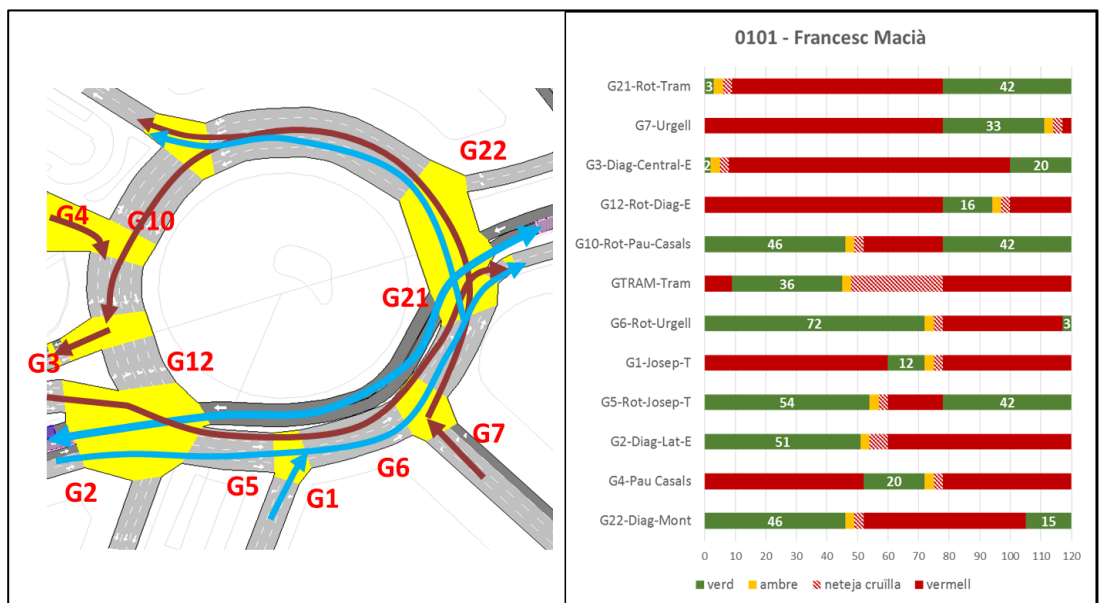 G22
G4
G10
G21
G3
G12
G7
G6
G2
G5
G1
0101 - Francesc Macià
G21-Rot-Tram 3 42
G7-Urgell 33
G3-Diag-Central-E 2 20
G12-Rot-Diag-E 16
G10-Rot-Pau-Casals 46 42
GTRAM-Tram 36
G6-Rot-Urgell 72 3
G1-Josep-T 12
G5-Rot-Josep-T 54 42
G2-Diag-Lat-E 51
G4-Pau Casals 20
G22-Diag-Mont 46 15
0 10 20 30 40 50 60 70 80 90 100 110 120
verd ambre neteja cruïlla vermell